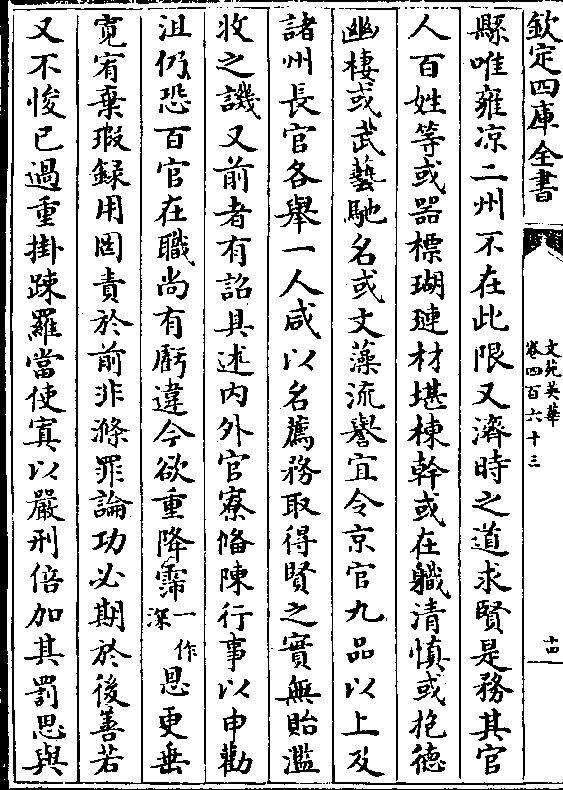 欽定四庫全書
文苑英華
卷四百六十三
十四
縣唯雍凉二州不在此限又濟時之道求賢是務其官
人百姓等或器標瑚璉材堪棟幹或在職清慎或抱德
幽棲或武藝馳名或文藻流譽宜令京官九品以上及
諸州長官各舉一人咸以名薦務取得賢之實無貽濫
收之譏又前者有詔具述内外官寮備陳行事以申勸
沮仍恐百官在職尚有虧違今欲重降霈一作深思更垂
寛宥棄瑕録用罔責於前非滌罪論功必期於後善若
又不悛已過重掛踈羅當使寘以嚴刑倍加其罰思與